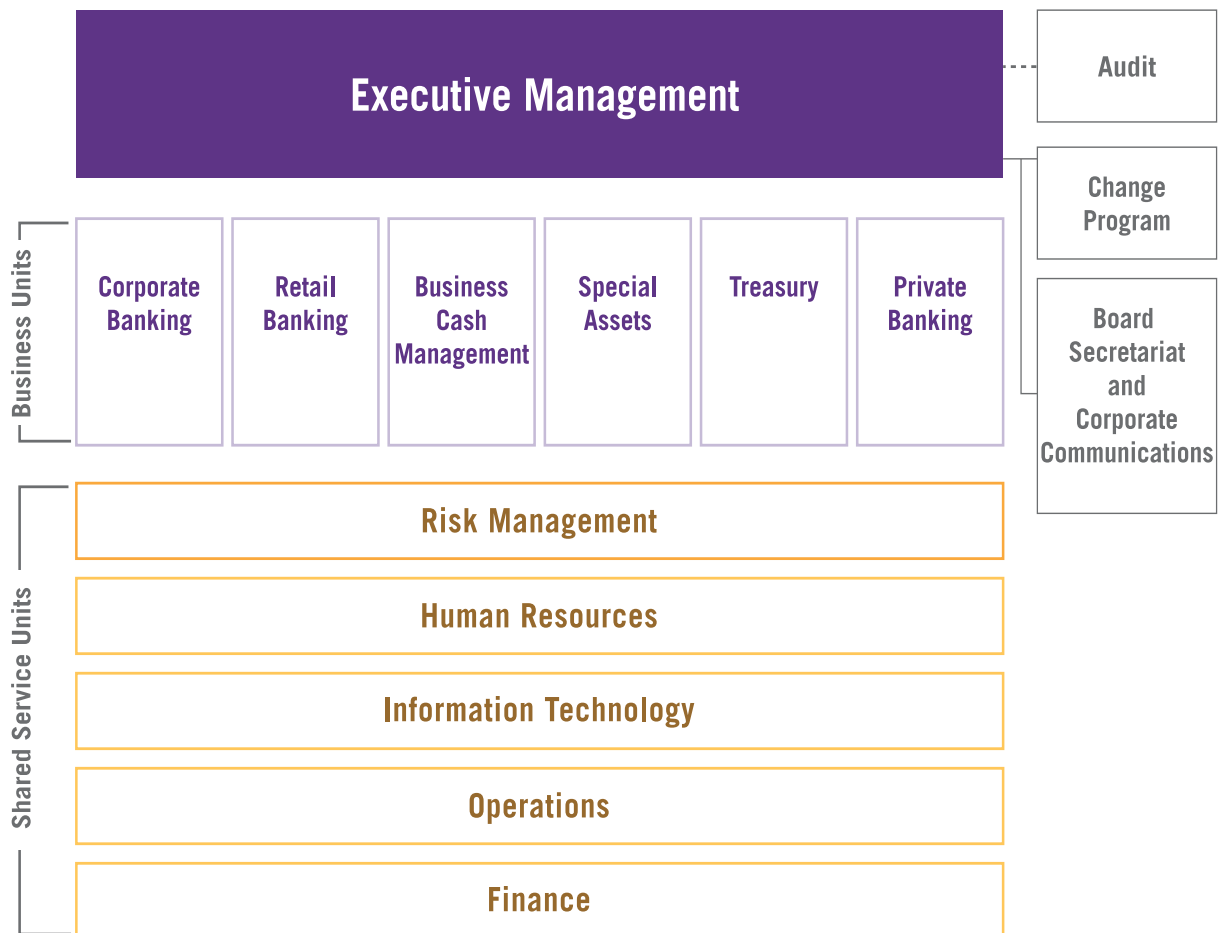 Executive Management
Audit
Change
Program
Board
Secretariat
and
Corporate
Communications
Business Units
Corporate
Banking
Retail
Banking
Business
Cash
Management
Special
Assets
Treasury
Private
Banking
Shared Service Units
Risk Management
Human Resources
Information Technology
Operations
Finance